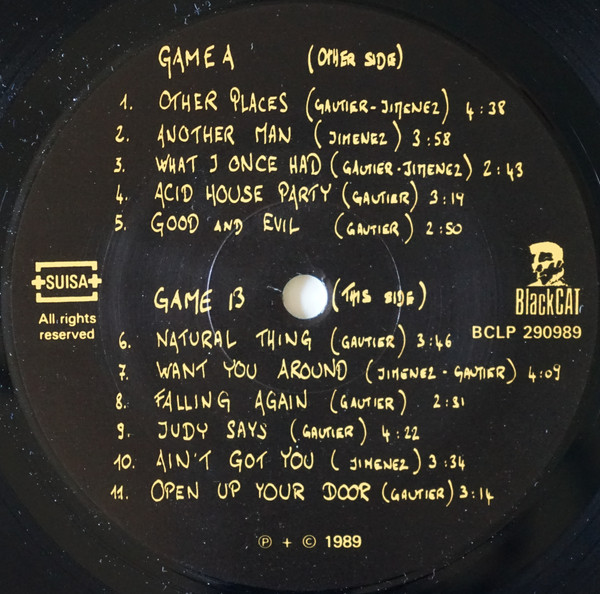 GAME A (OTHER SIDE)
1. OTHER PLACES (GAUTIER-JIMENEZ) 4:38
2. ANOTHER MAN (JIMENEZ) 3:58
3. WHAT I ONCE HAD (GAUTIER-JIMENEZ) 2:43
4. ACID HOUSE PARTY (GAUTIER) 3:14
5. GOOD AND EVIL (GAUTIER) 2:50
+SUISA+
All rights
reserved
BlackCAT
BCLP 290989
GAME B (THIS SIDE)
6. NATURAL THING (GAUTIER) 3:46
7. WANT YOU AROUND (JIMENEZ - GAUTIER) 4:09
8. FALLING AGAIN (GAUTIER) 2:31
9. JUDY SAYS (GAUTIER) 4:22
10. AIN'T GOT YOU (JIMENEZ) 3:34
11. OPEN UP YOUR DOOR (GAUTIER) 3:14
℗ + © 1989